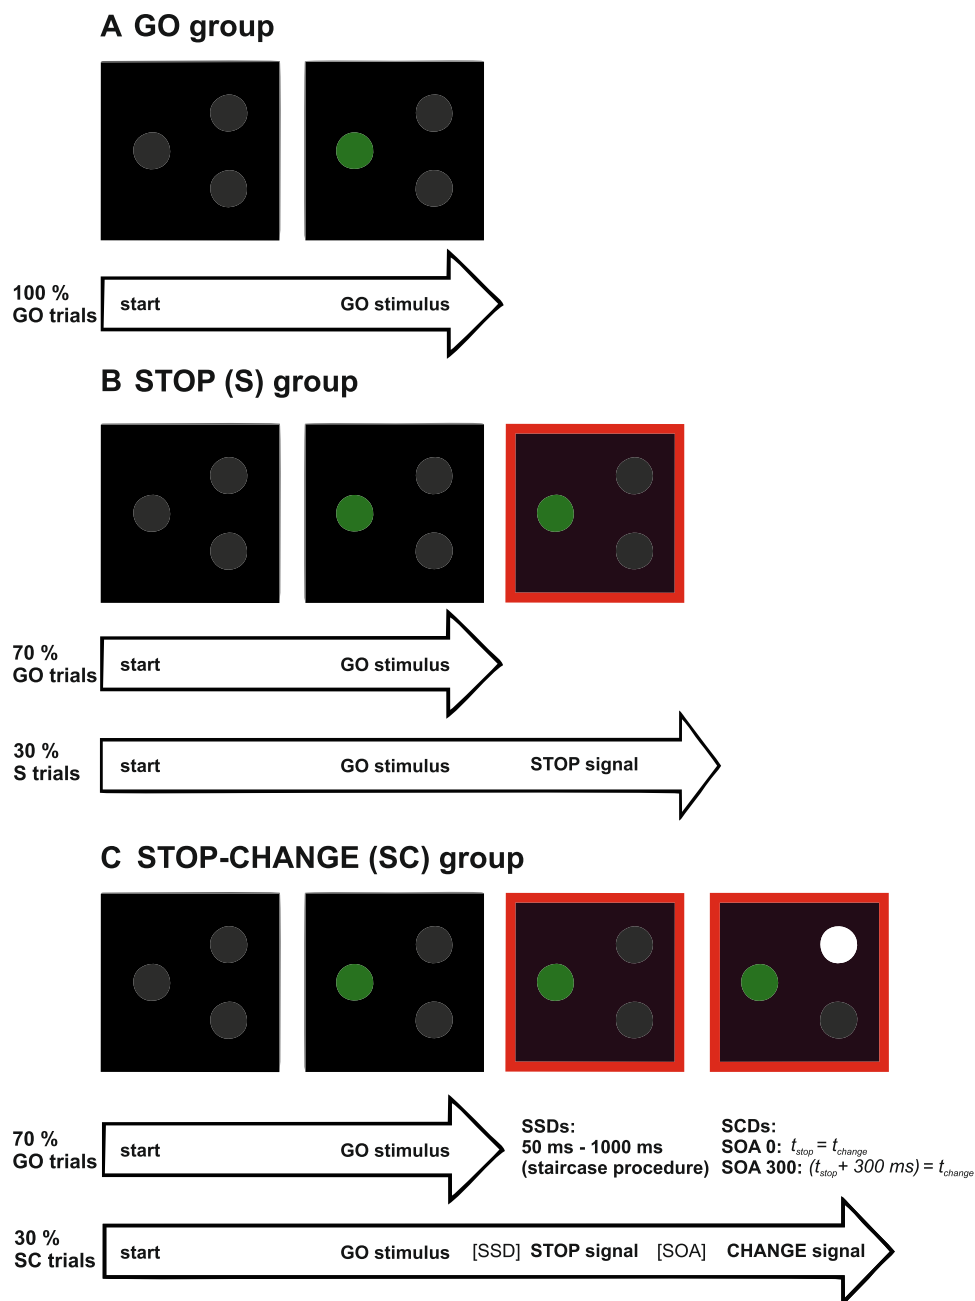 A GO group
100 %
GO trials
start
GO stimulus
B STOP (S) group
70 %
GO trials
start
GO stimulus
30 %
S trials
start
GO stimulus
STOP signal
C STOP-CHANGE (SC) group
70 %
GO trials
start
GO stimulus
SSDs:
50 ms - 1000 ms
(staircase procedure)
SCDs:
SOA 0: tstop = tchange
SOA 300: (tstop + 300 ms) = tchange
30 %
SC trials
start
GO stimulus
[SSD]
STOP signal
[SOA]
CHANGE signal